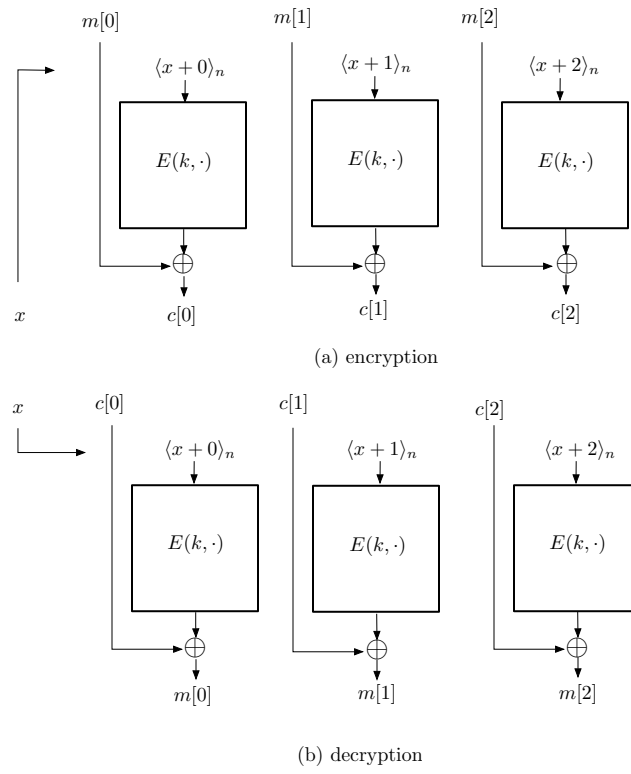 m[0] m[1] m[2]
⟨x + 0⟩ₙ ⟨x + 1⟩ₙ ⟨x + 2⟩ₙ
E(k, ·) E(k, ·) E(k, ·)
x c[0] c[1] c[2]
(a) encryption
x c[0] c[1] c[2]
⟨x + 0⟩ₙ ⟨x + 1⟩ₙ ⟨x + 2⟩ₙ
E(k, ·) E(k, ·) E(k, ·)
m[0] m[1] m[2]
(b) decryption